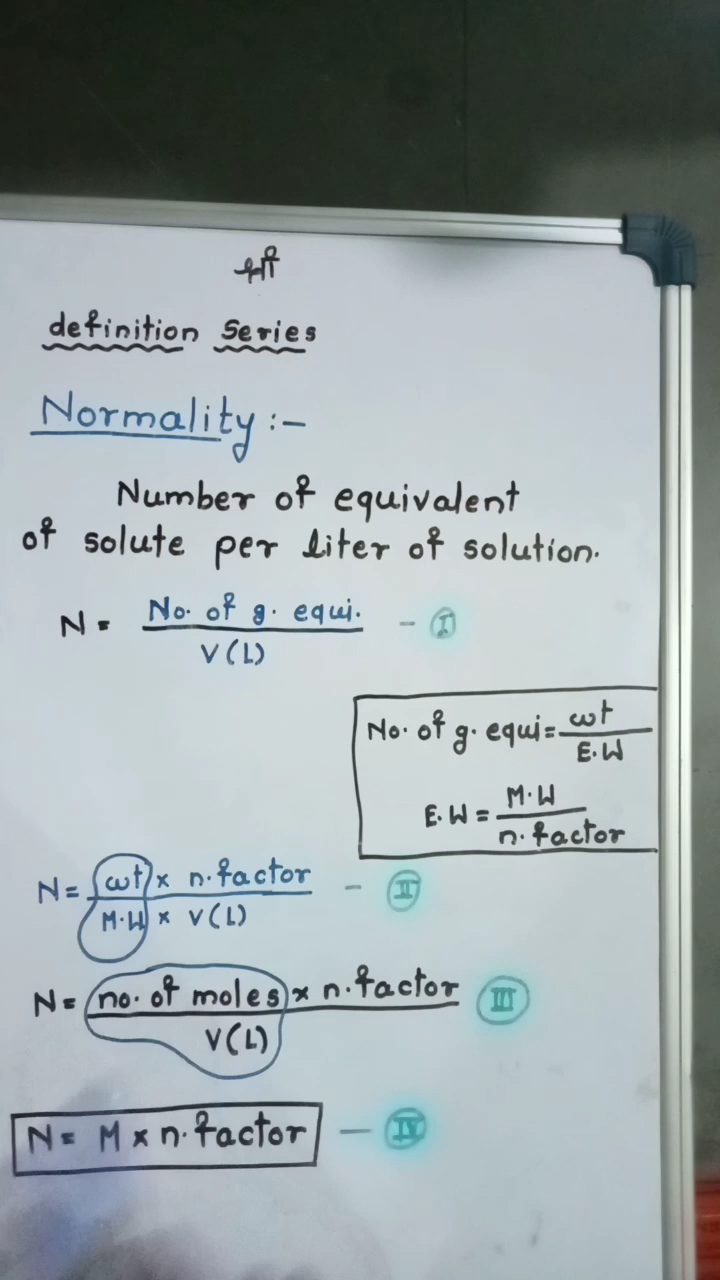 श्री
definition Series
Normality :-
Number of equivalent
of solute per liter of solution.
N = No. of g. equi. / V(L) - I
No. of g. equi = wt / E.W
E.W = M.W / n.factor
N = wt x n.factor / M.W x V(L) - II
N = no. of moles x n.factor / V(L) III
N = M x n.factor - IV